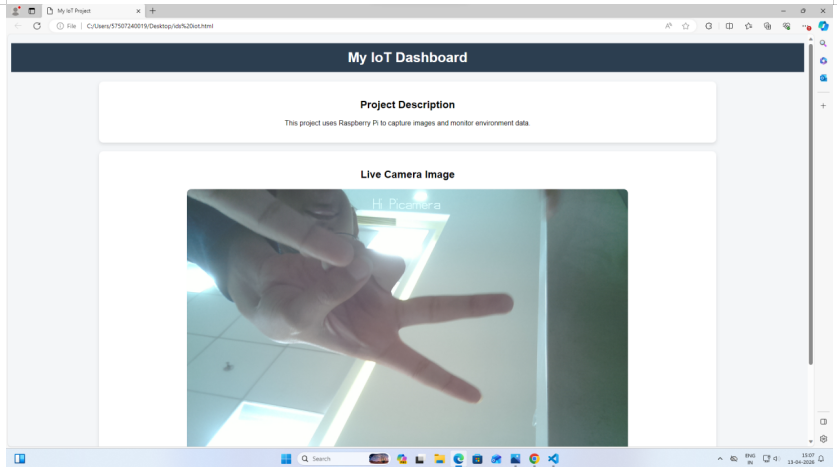 My IoT Project
File
C:/Users/57507240019/Desktop/ids%20iot.html
My IoT Dashboard
Project Description
This project uses Raspberry Pi to capture images and monitor environment data.
Live Camera Image
Hi Picamera
Search
ENG
IN
15:07
13-04-2026